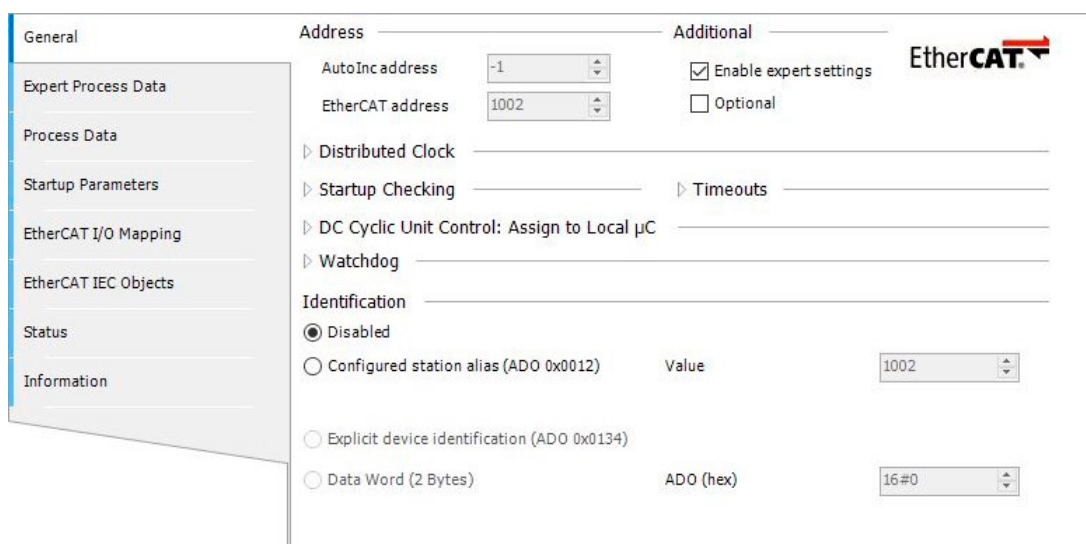 General
Expert Process Data
Process Data
Startup Parameters
EtherCAT I/O Mapping
EtherCAT IEC Objects
Status
Information
Address
AutoInc address -1
EtherCAT address 1002
Additional
Enable expert settings
Optional
EtherCAT.
Distributed Clock
Startup Checking
Timeouts
DC Cyclic Unit Control: Assign to Local µC
Watchdog
Identification
Disabled
Configured station alias (ADO 0x0012) Value 1002
Explicit device identification (ADO 0x0134)
Data Word (2 Bytes) ADO (hex) 16#0